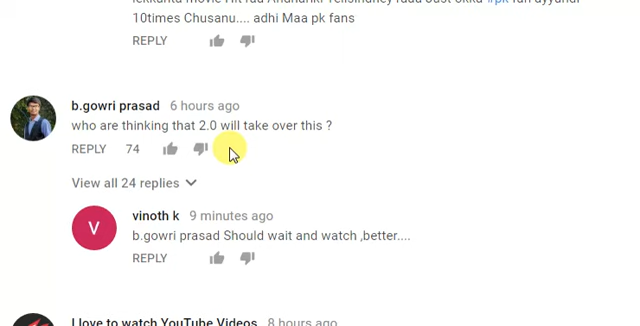 10times Chusanu.... adhi Maa pk fans
REPLY
b.gowri prasad 6 hours ago
who are thinking that 2.0 will take over this ?
REPLY 74
View all 24 replies
V
vinoth k 9 minutes ago
b.gowri prasad Should wait and watch ,better....
REPLY
I love to watch YouTube Videos 8 hours ago